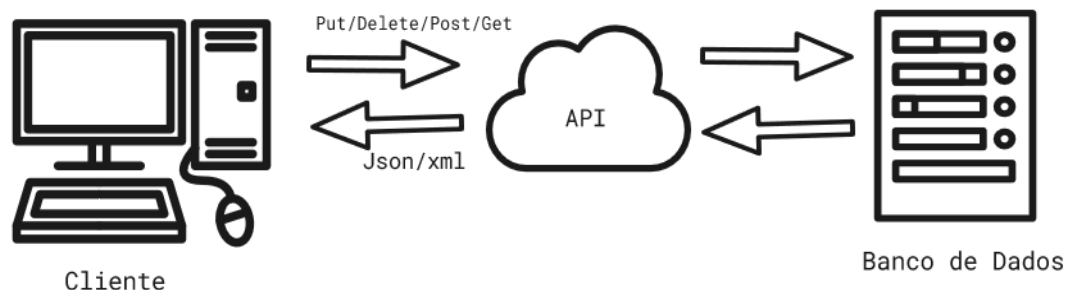 Put/Delete/Post/Get
API
Json/xml
Cliente
Banco de Dados